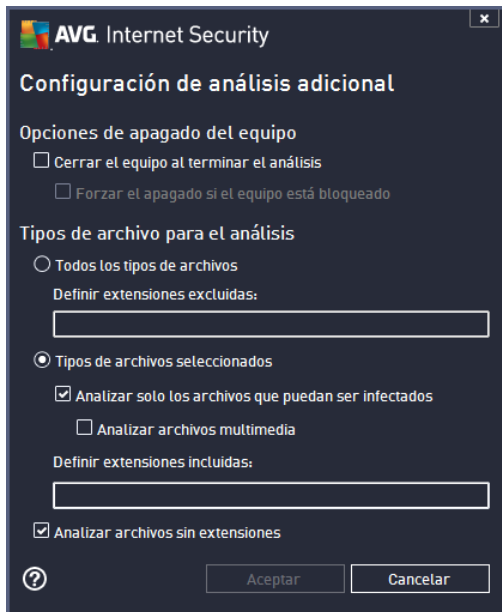 AVG. Internet Security
Configuración de análisis adicional
Opciones de apagado del equipo
Cerrar el equipo al terminar el análisis
Forzar el apagado si el equipo está bloqueado
Tipos de archivo para el análisis
Todos los tipos de archivos
Definir extensiones excluidas:
Tipos de archivos seleccionados
Analizar solo los archivos que puedan ser infectados
Analizar archivos multimedia
Definir extensiones incluidas:
Analizar archivos sin extensiones
Aceptar Cancelar